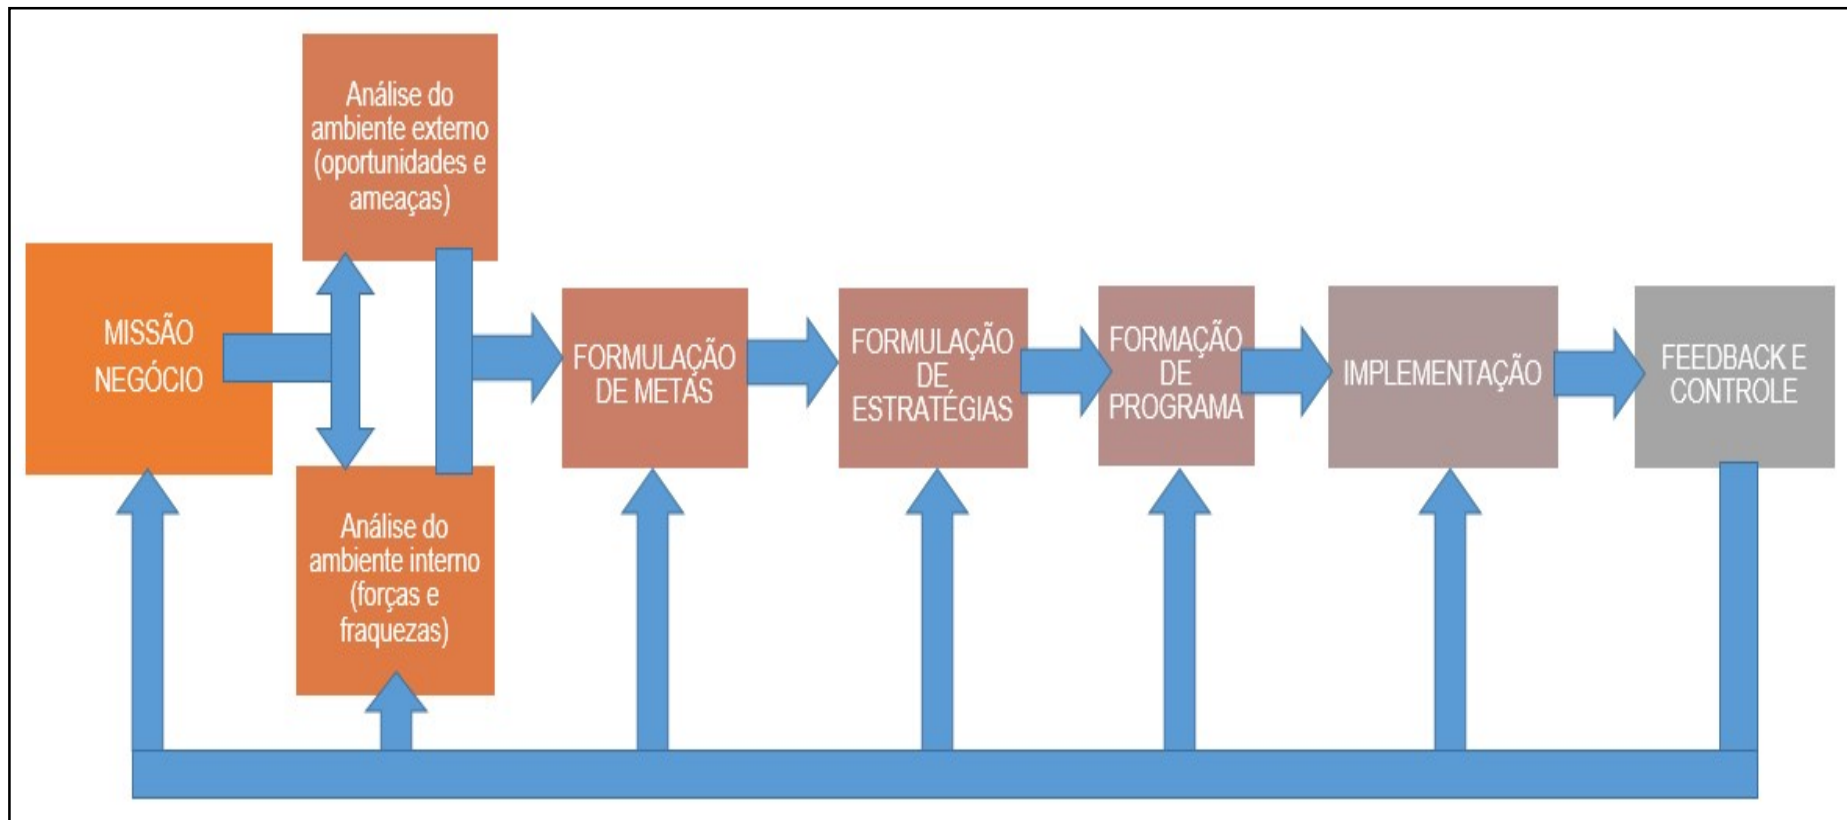 MISSÃO
NEGÓCIO
Análise do
ambiente externo
(oportunidades e
ameaças)
Análise do
ambiente interno
(forças e
fraquezas)
FORMULAÇÃO
DE METAS
FORMULAÇÃO
DE
ESTRATÉGIAS
FORMAÇÃO
DE
PROGRAMA
IMPLEMENTAÇÃO
FEEDBACK E
CONTROLE